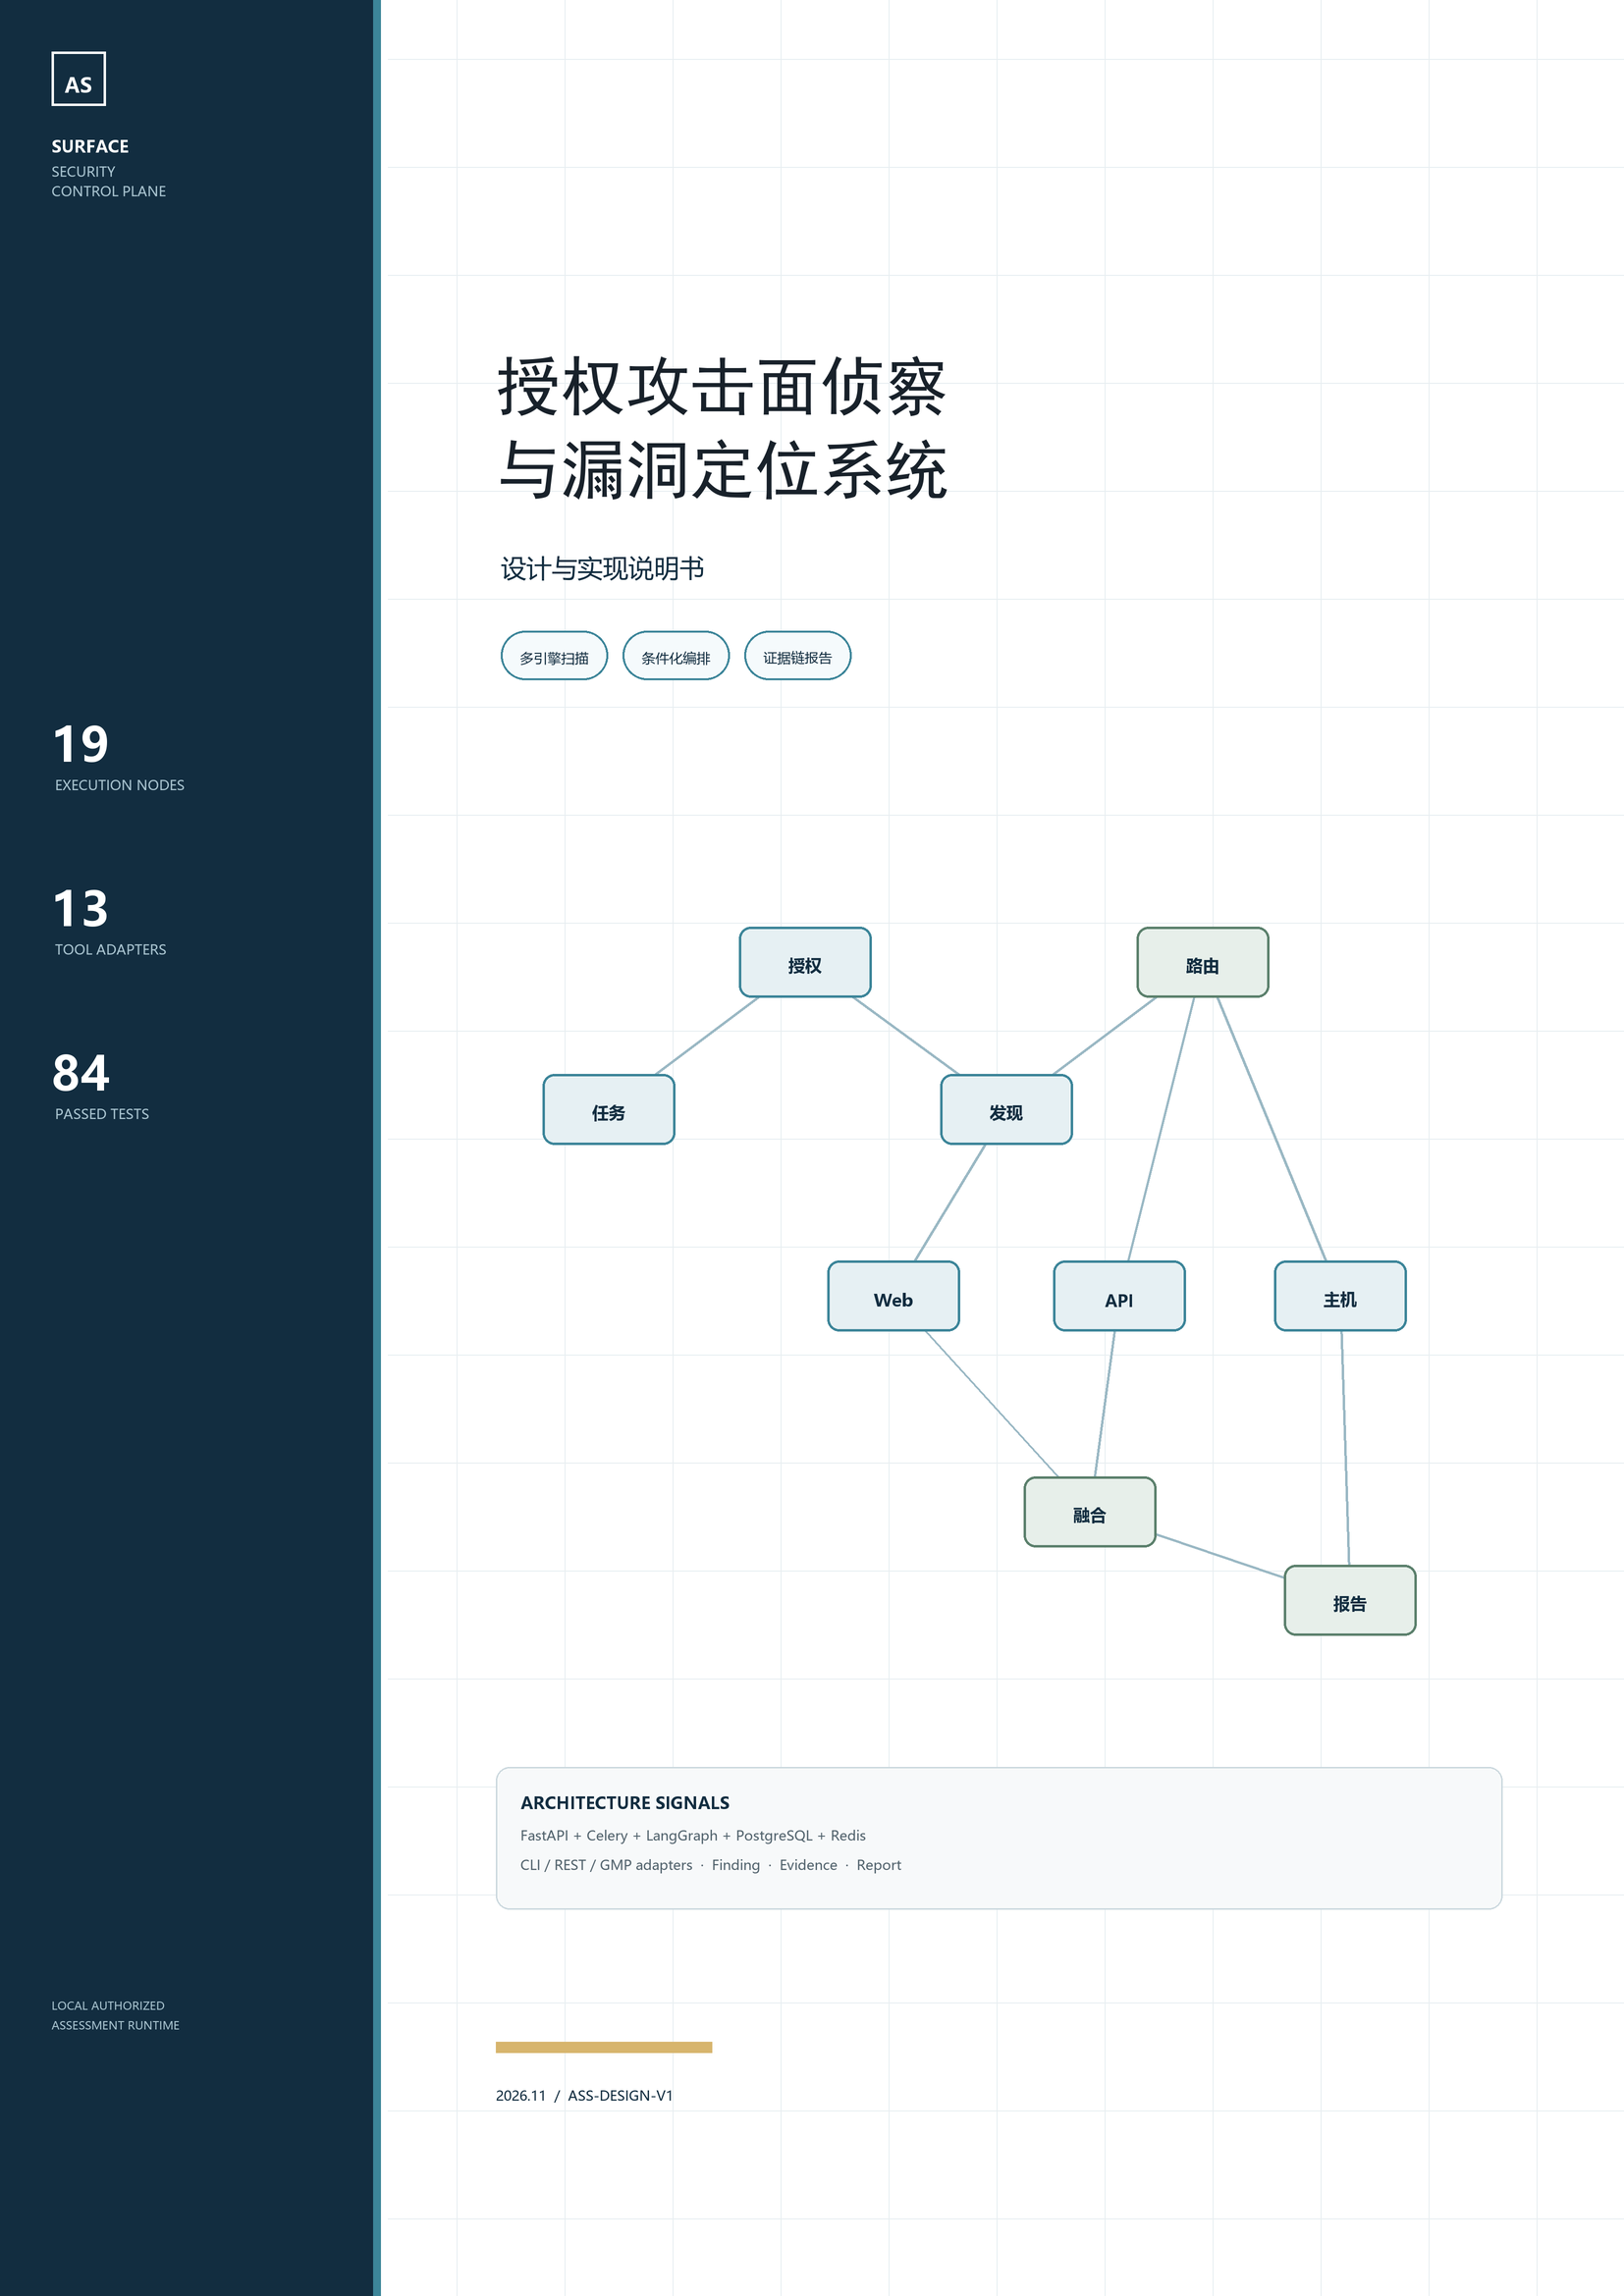 AS
SURFACE
SECURITY
CONTROL PLANE
19
EXECUTION NODES
13
TOOL ADAPTERS
84
PASSED TESTS
LOCAL AUTHORIZED
ASSESSMENT RUNTIME
授权攻击面侦察
与漏洞定位系统
设计与实现说明书
多引擎扫描
条件化编排
证据链报告
授权
路由
任务
发现
Web
API
主机
融合
报告
ARCHITECTURE SIGNALS
FastAPI + Celery + LangGraph + PostgreSQL + Redis
CLI / REST / GMP adapters · Finding · Evidence · Report
2026.11 / ASS-DESIGN-V1